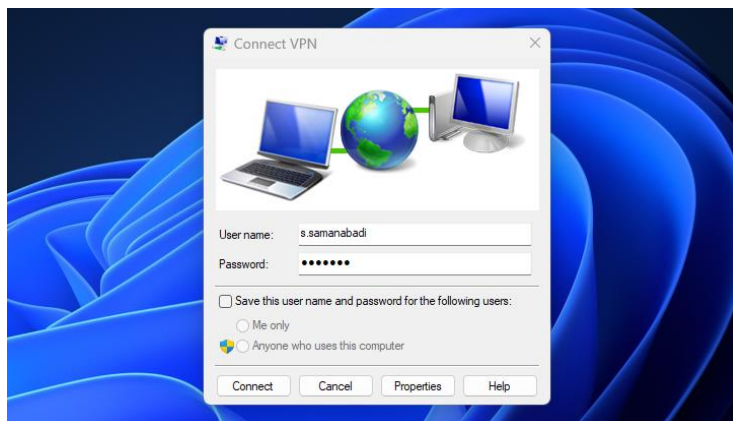 Connect VPN
User name: s.samanabadi
Password: •••••••
Save this user name and password for the following users:
Me only
Anyone who uses this computer
Connect Cancel Properties Help